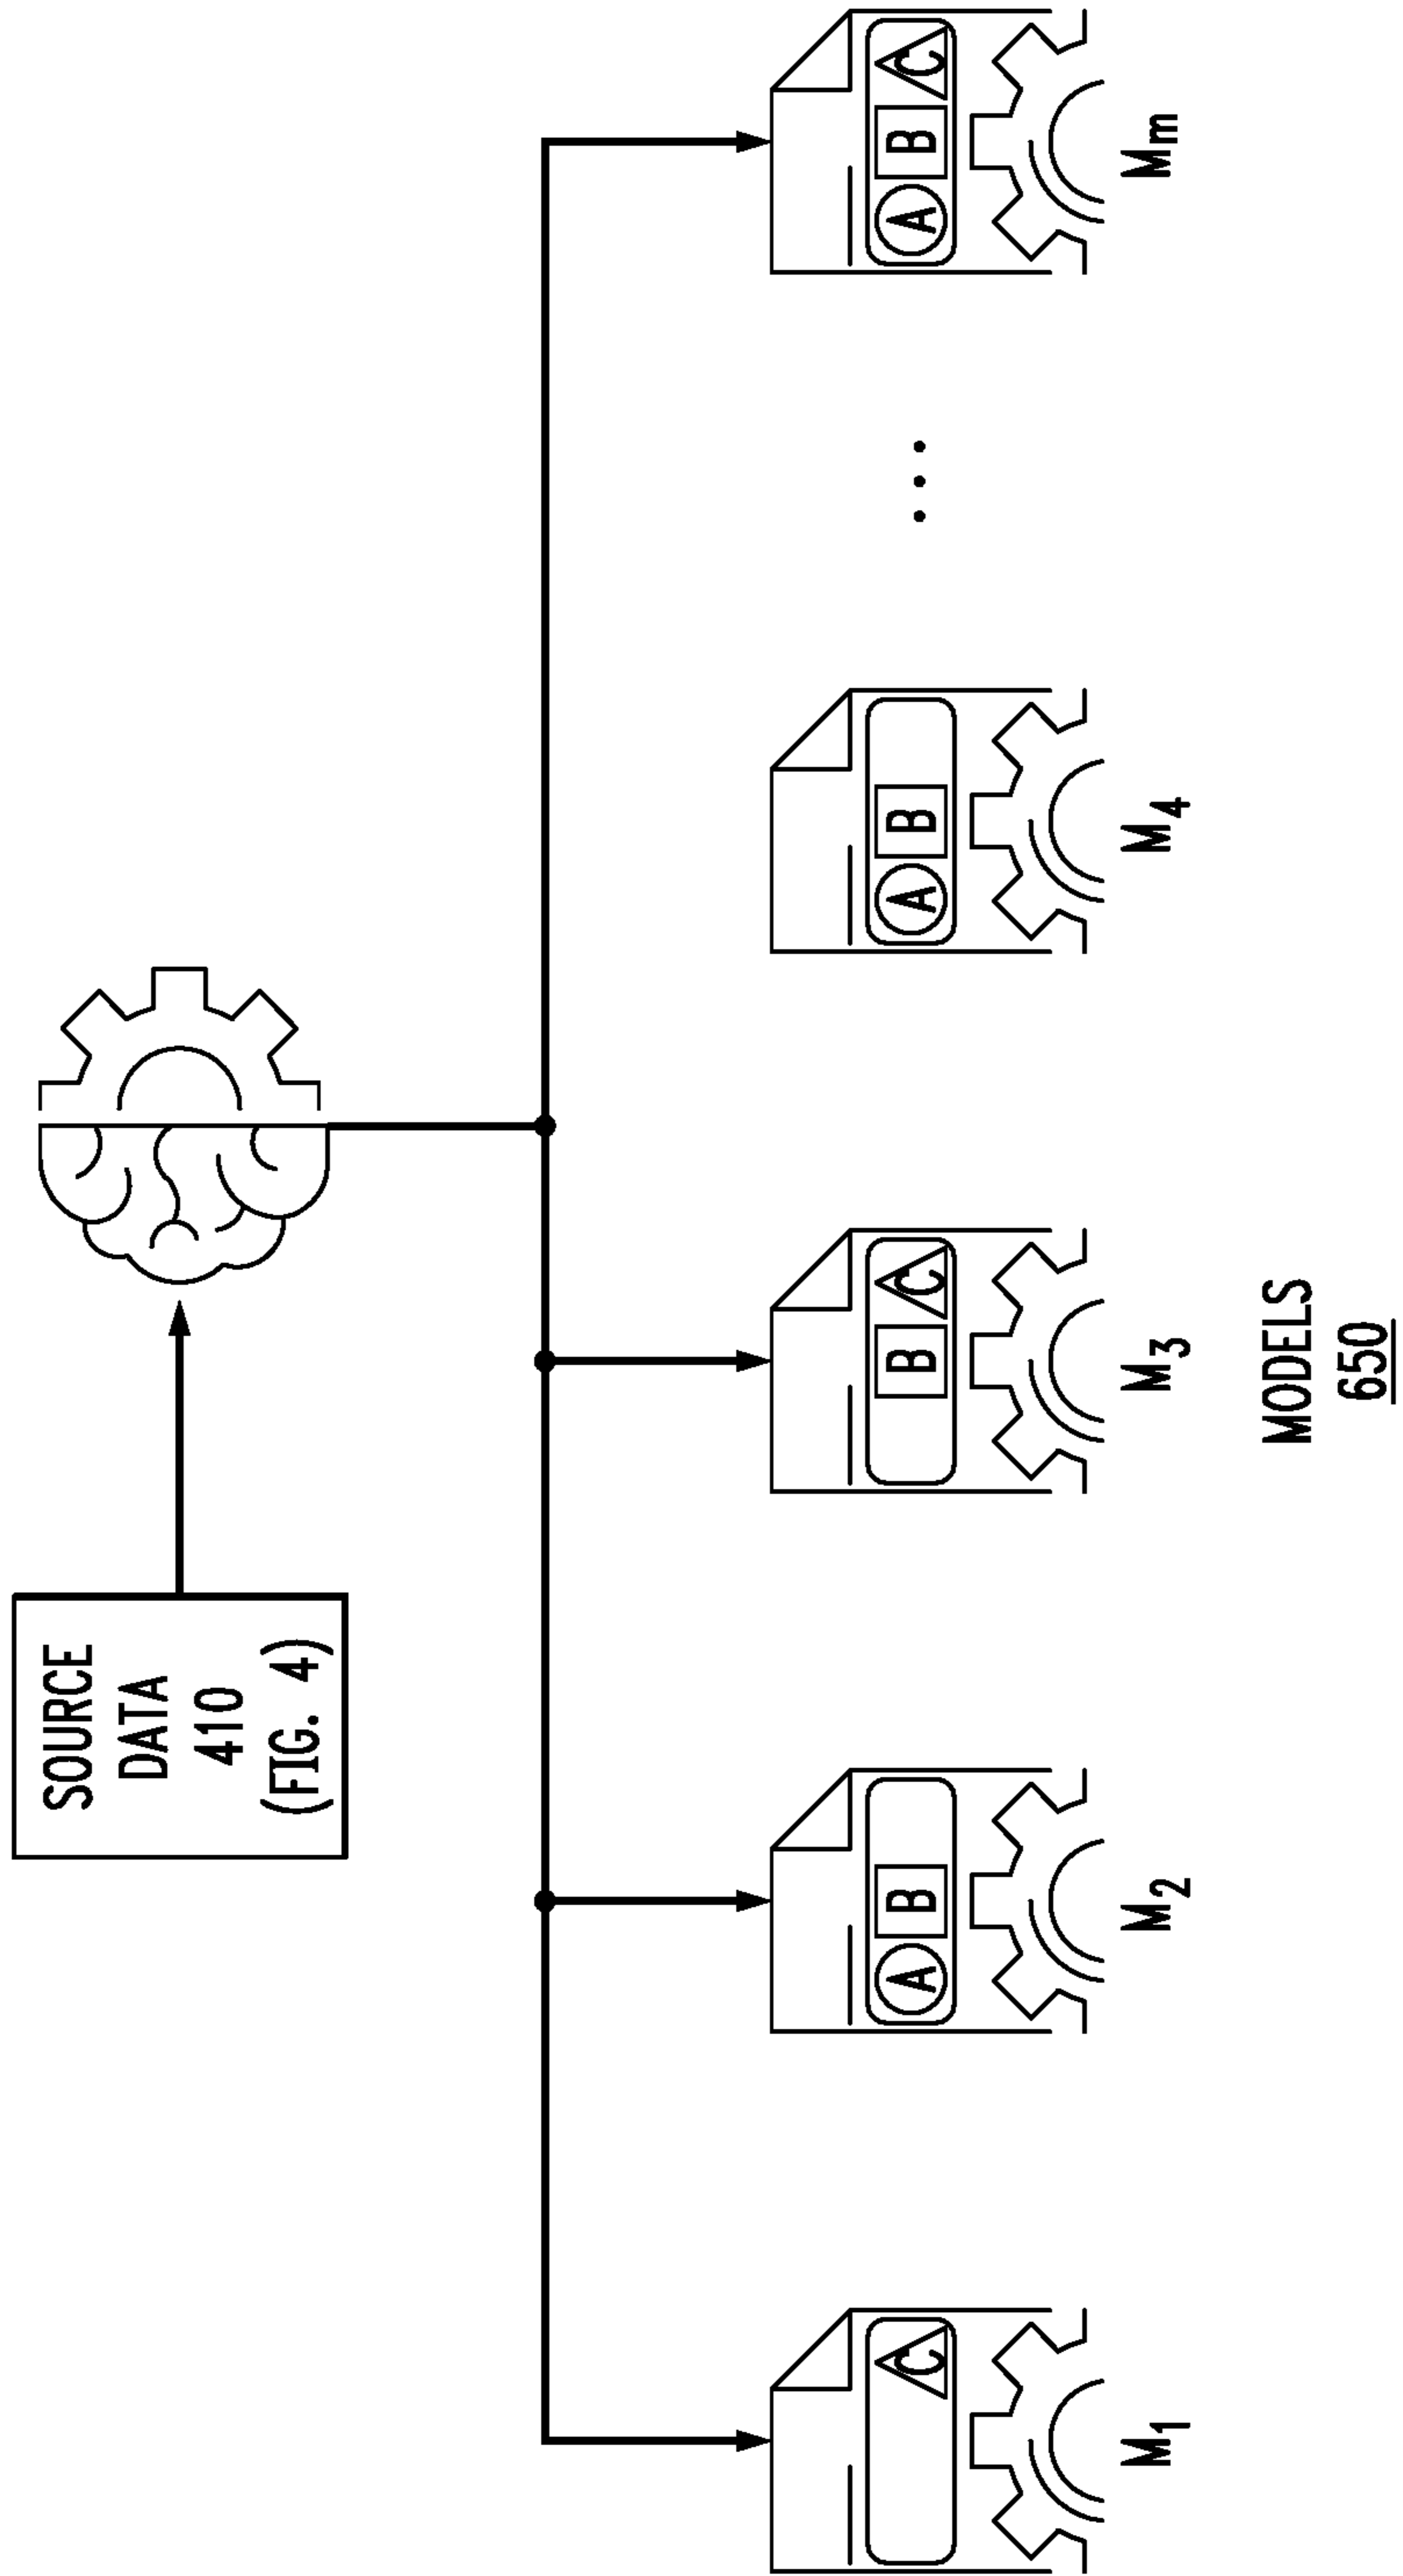 SOURCE
DATA
410
(FIG. 4)
C
A B
B C
A B
...
A B C
M1
M2
M3
M4
Mm
MODELS
650